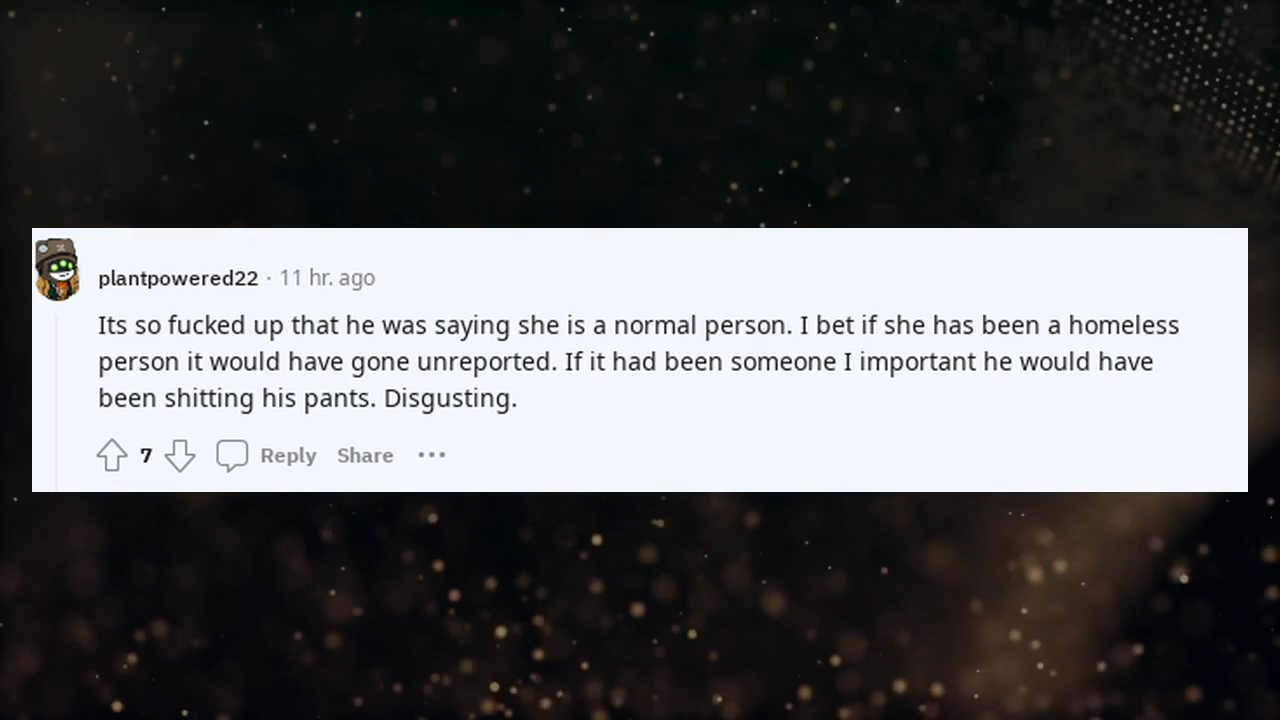 plantpowered22 · 11 hr. ago
Its so fucked up that he was saying she is a normal person. I bet if she has been a homeless
person it would have gone unreported. If it had been someone I important he would have
been shitting his pants. Disgusting.
7 Reply Share ···